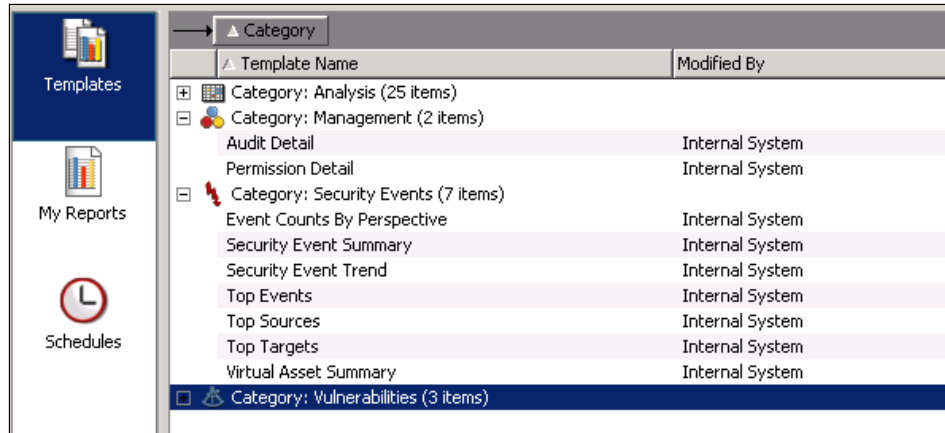 Templates
My Reports
Schedules
Category
Template Name Modified By
Category: Analysis (25 items)
Category: Management (2 items)
Audit Detail Internal System
Permission Detail Internal System
Category: Security Events (7 items)
Event Counts By Perspective Internal System
Security Event Summary Internal System
Security Event Trend Internal System
Top Events Internal System
Top Sources Internal System
Top Targets Internal System
Virtual Asset Summary Internal System
Category: Vulnerabilities (3 items)